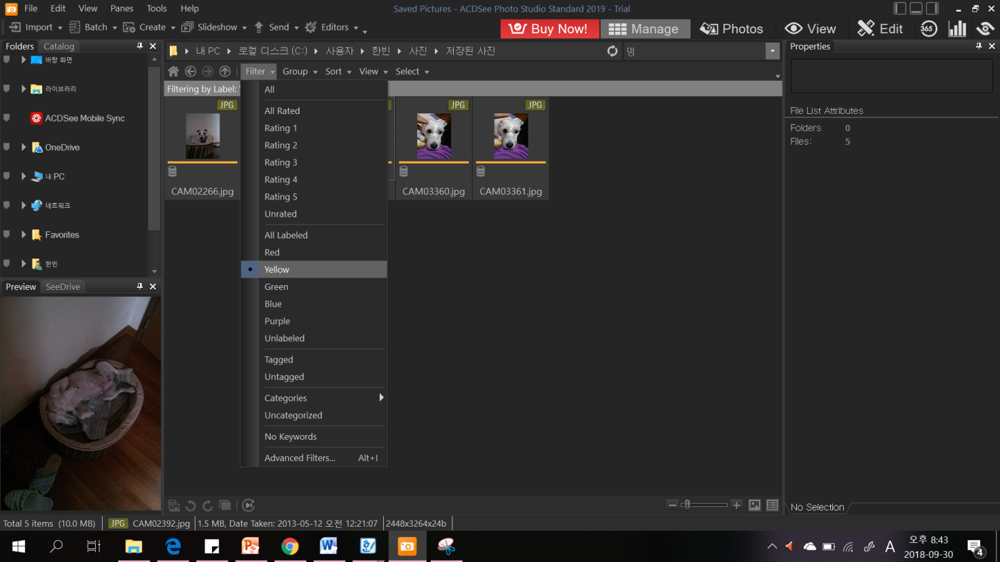 File Edit View Panes Tools Help
Saved Pictures - ACDSee Photo Studio Standard 2019 - Trial
Import Batch Create Slideshow Send Editors
Buy Now! Manage Photos View Edit 365
Folders Catalog
내 PC 로컬 디스크 (C:) 사용자 한빈 사진 저장된 사진
멍
Properties
바탕 화면
라이브러리
ACDSee Mobile Sync
OneDrive
내 PC
네트워크
Favorites
한빈
Filter Group Sort View Select
Filtering by Label:
JPG
CAM02266.jpg
JPG
CAM03360.jpg
JPG
CAM03361.jpg
All
All Rated
Rating 1
Rating 2
Rating 3
Rating 4
Rating 5
Unrated
All Labeled
Red
Yellow
Green
Blue
Purple
Unlabeled
Tagged
Untagged
Categories
Uncategorized
No Keywords
Advanced Filters... Alt+I
File List Attributes
Folders 0
Files: 5
No Selection
Preview SeeDrive
Total 5 items (10.0 MB) JPG CAM02392.jpg 1.5 MB, Date Taken: 2013-05-12 오전 12:21:07 2448x3264x24b
A
오후 8:43
2018-09-30
4